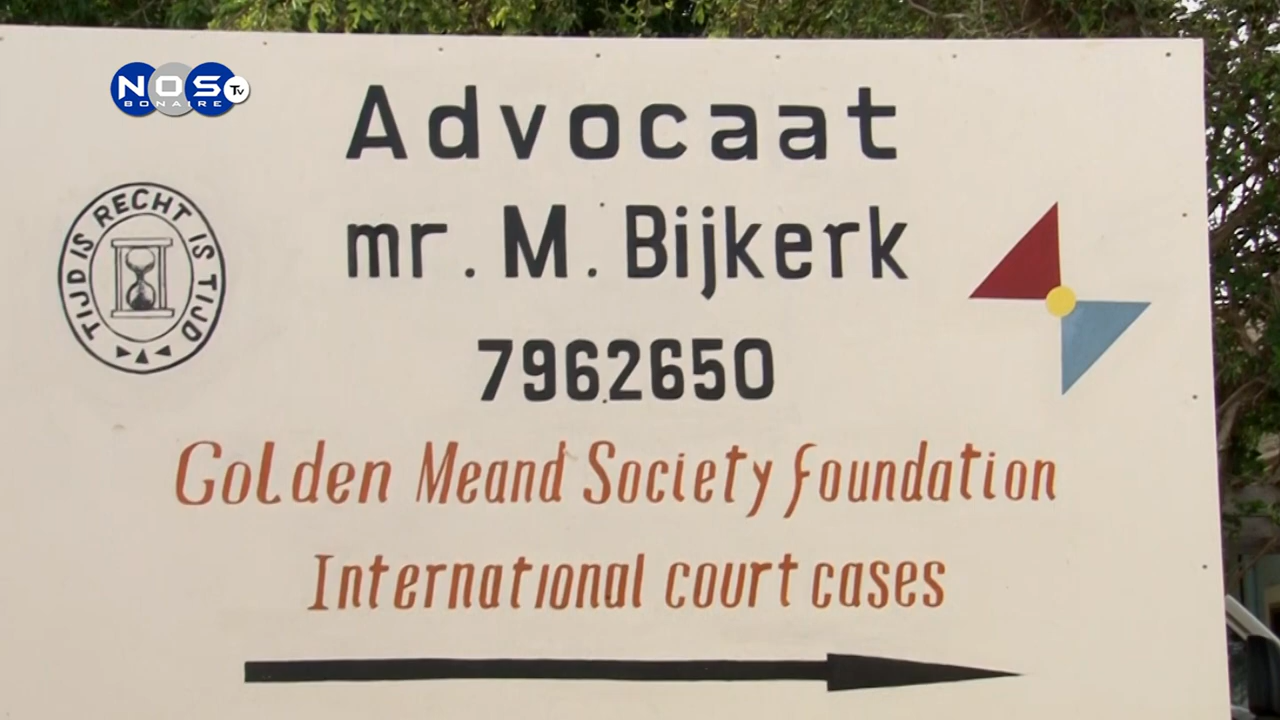 NOS TV
BONAIRE
Advocaat
mr. M. Bijkerk
7962650
TIJD IS RECHT IS TIJD
Golden Meand Society foundation
International court cases